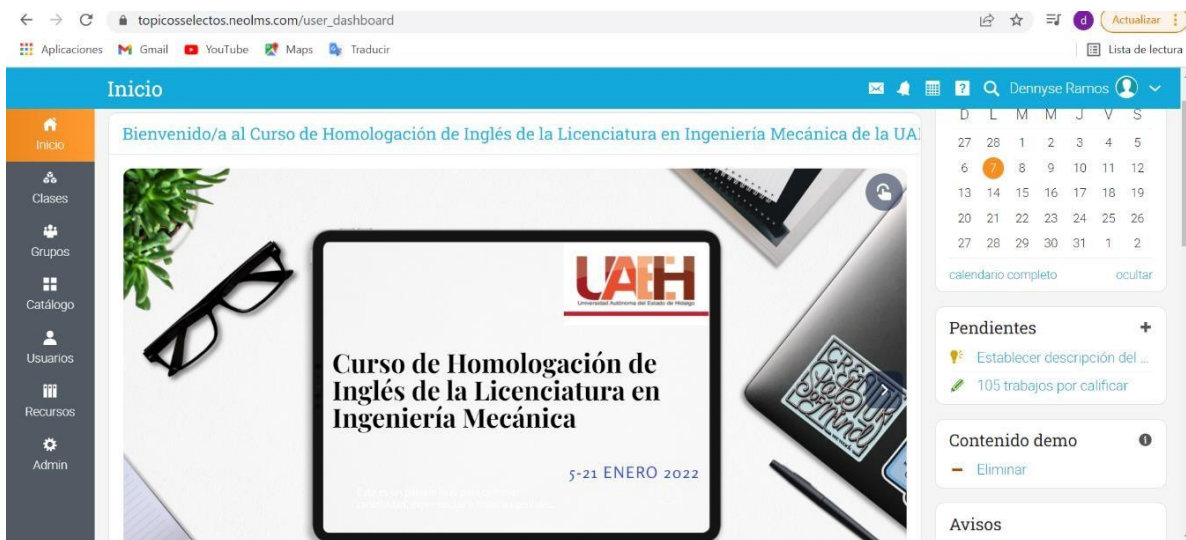 topicosselectos.neolms.com/user_dashboard
d
Actualizar
Aplicaciones
Gmail
YouTube
Maps
Traducir
Lista de lectura
Inicio
Dennyse Ramos
Inicio
Clases
Grupos
Catálogo
Usuarios
Recursos
Admin
Bienvenido/a al Curso de Homologación de Inglés de la Licenciatura en Ingeniería Mecánica de la
UAEH
Universidad Autónoma del Estado de Hidalgo
Curso de Homologación de
Inglés de la Licenciatura en
Ingeniería Mecánica
5-21 ENERO 2022
CREATIVITY
IS A
State
of MIND
D L M M J V S
27 28 1 2 3 4 5
6 7 8 9 10 11 12
13 14 15 16 17 18 19
20 21 22 23 24 25 26
27 28 29 30 31 1 2
calendario completo ocultar
Pendientes +
Establecer descripción del ...
105 trabajos por calificar
Contenido demo
Eliminar
Avisos